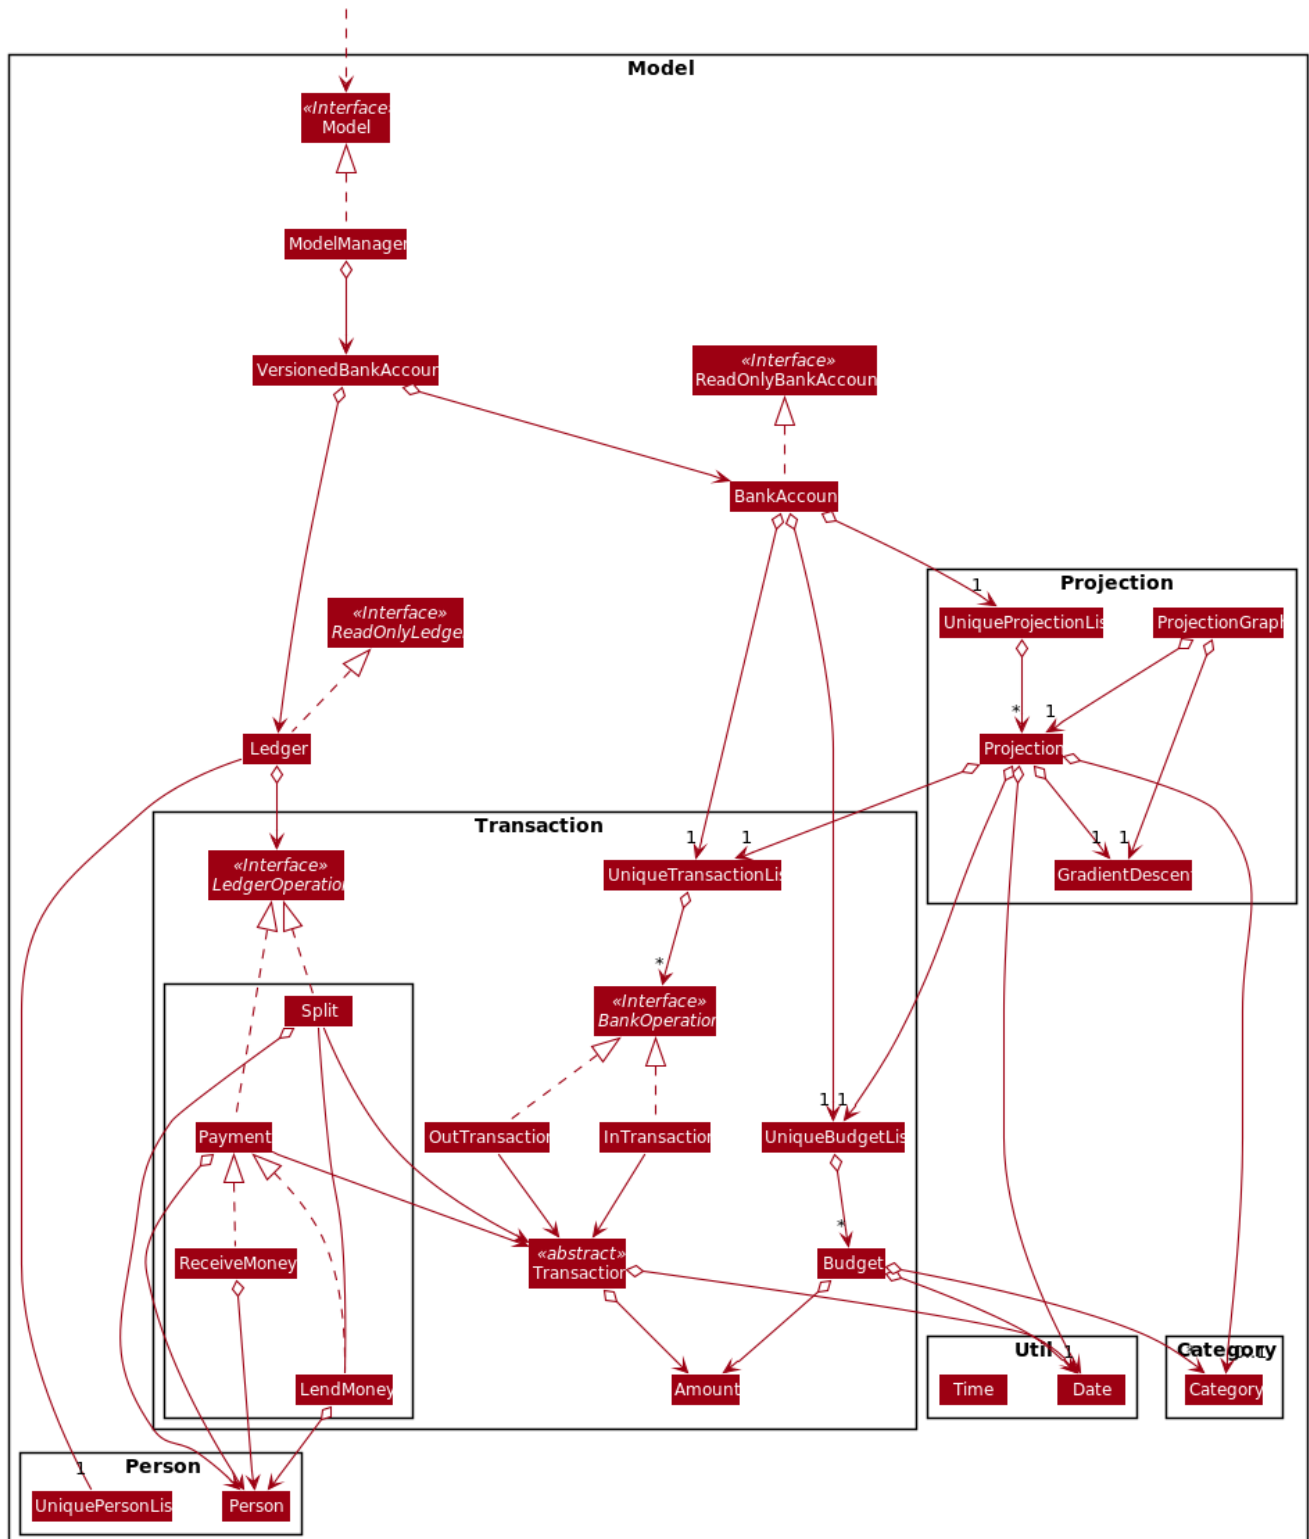 Model
«Interface»
Model
ModelManager
VersionedBankAccoun
«Interface»
ReadOnlyBankAccoun
BankAccoun
«Interface»
ReadOnlyLedge
1
Projection
UniqueProjectionLis
ProjectionGraph
*
1
Ledger
Projection
Transaction
1
1
1
1
«Interface»
LedgerOperation
UniqueTransactionLis
GradientDescent
*
«Interface»
BankOperation
Split
1
1
Payment
OutTransaction
InTransaction
UniqueBudgetLis
*
«abstract»
Transaction
ReceiveMoney
Budget
Util
1
Category
LendMoney
Amount
Time
Date
Category
Person
1
UniquePersonLis
Person